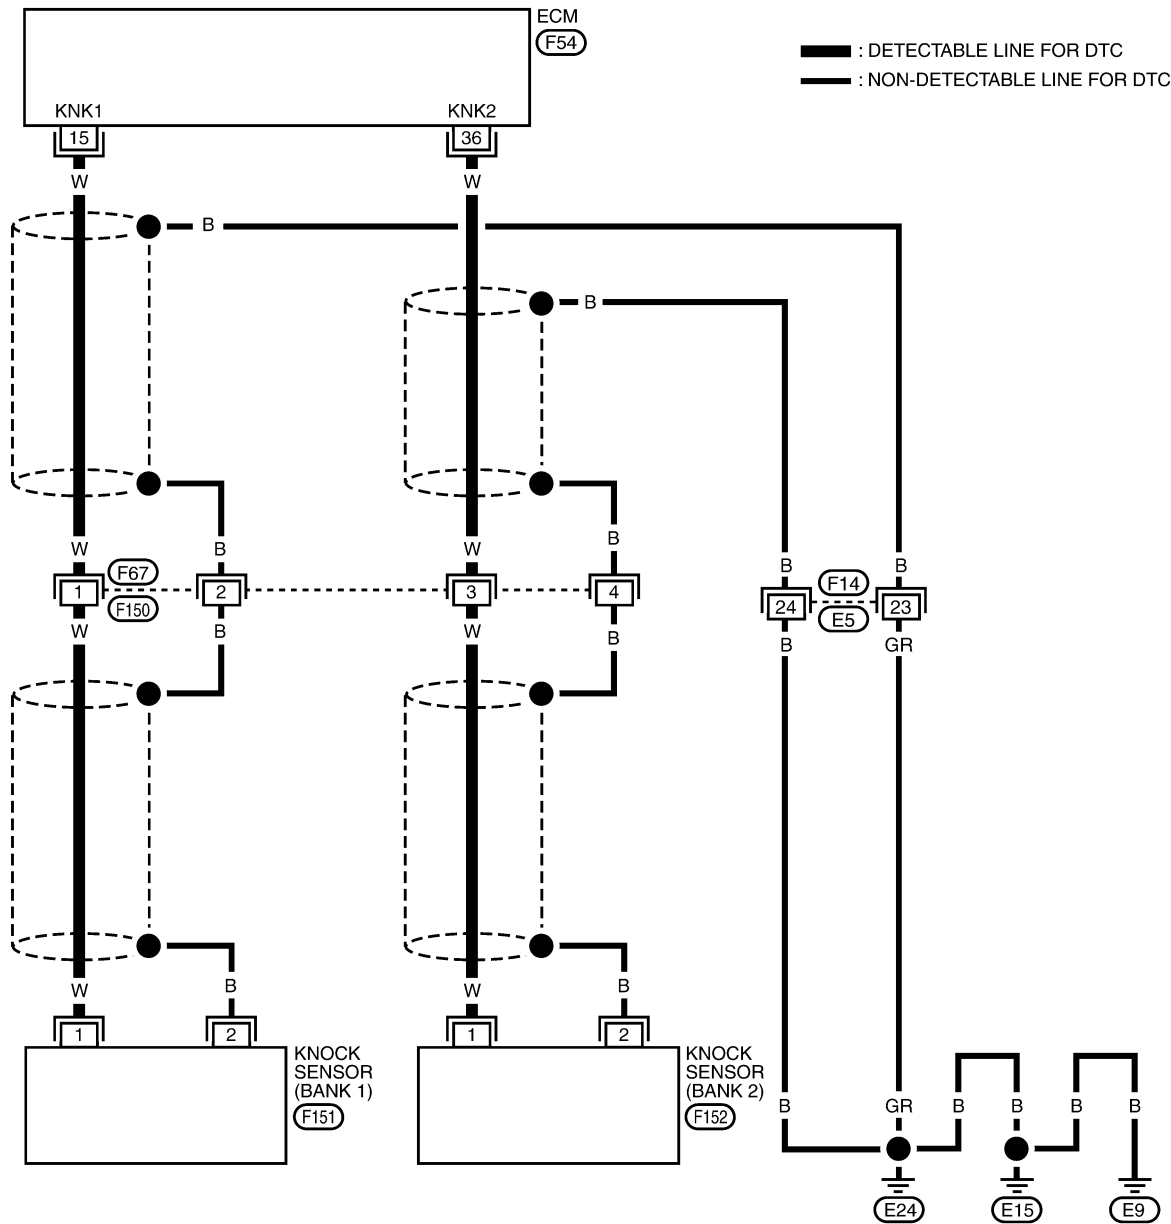 ECM
F54
: DETECTABLE LINE FOR DTC
: NON-DETECTABLE LINE FOR DTC
KNK1 KNK2
15 36
W W
B
B
W B W B B F14 B
F67
1 2 3 4 24 23
F150 E5
W B W B B GR
W B W B
1 2 1 2
KNOCK
SENSOR
(BANK 1)
F151
KNOCK
SENSOR
(BANK 2)
F152
B GR B B B B
E24 E15 E9